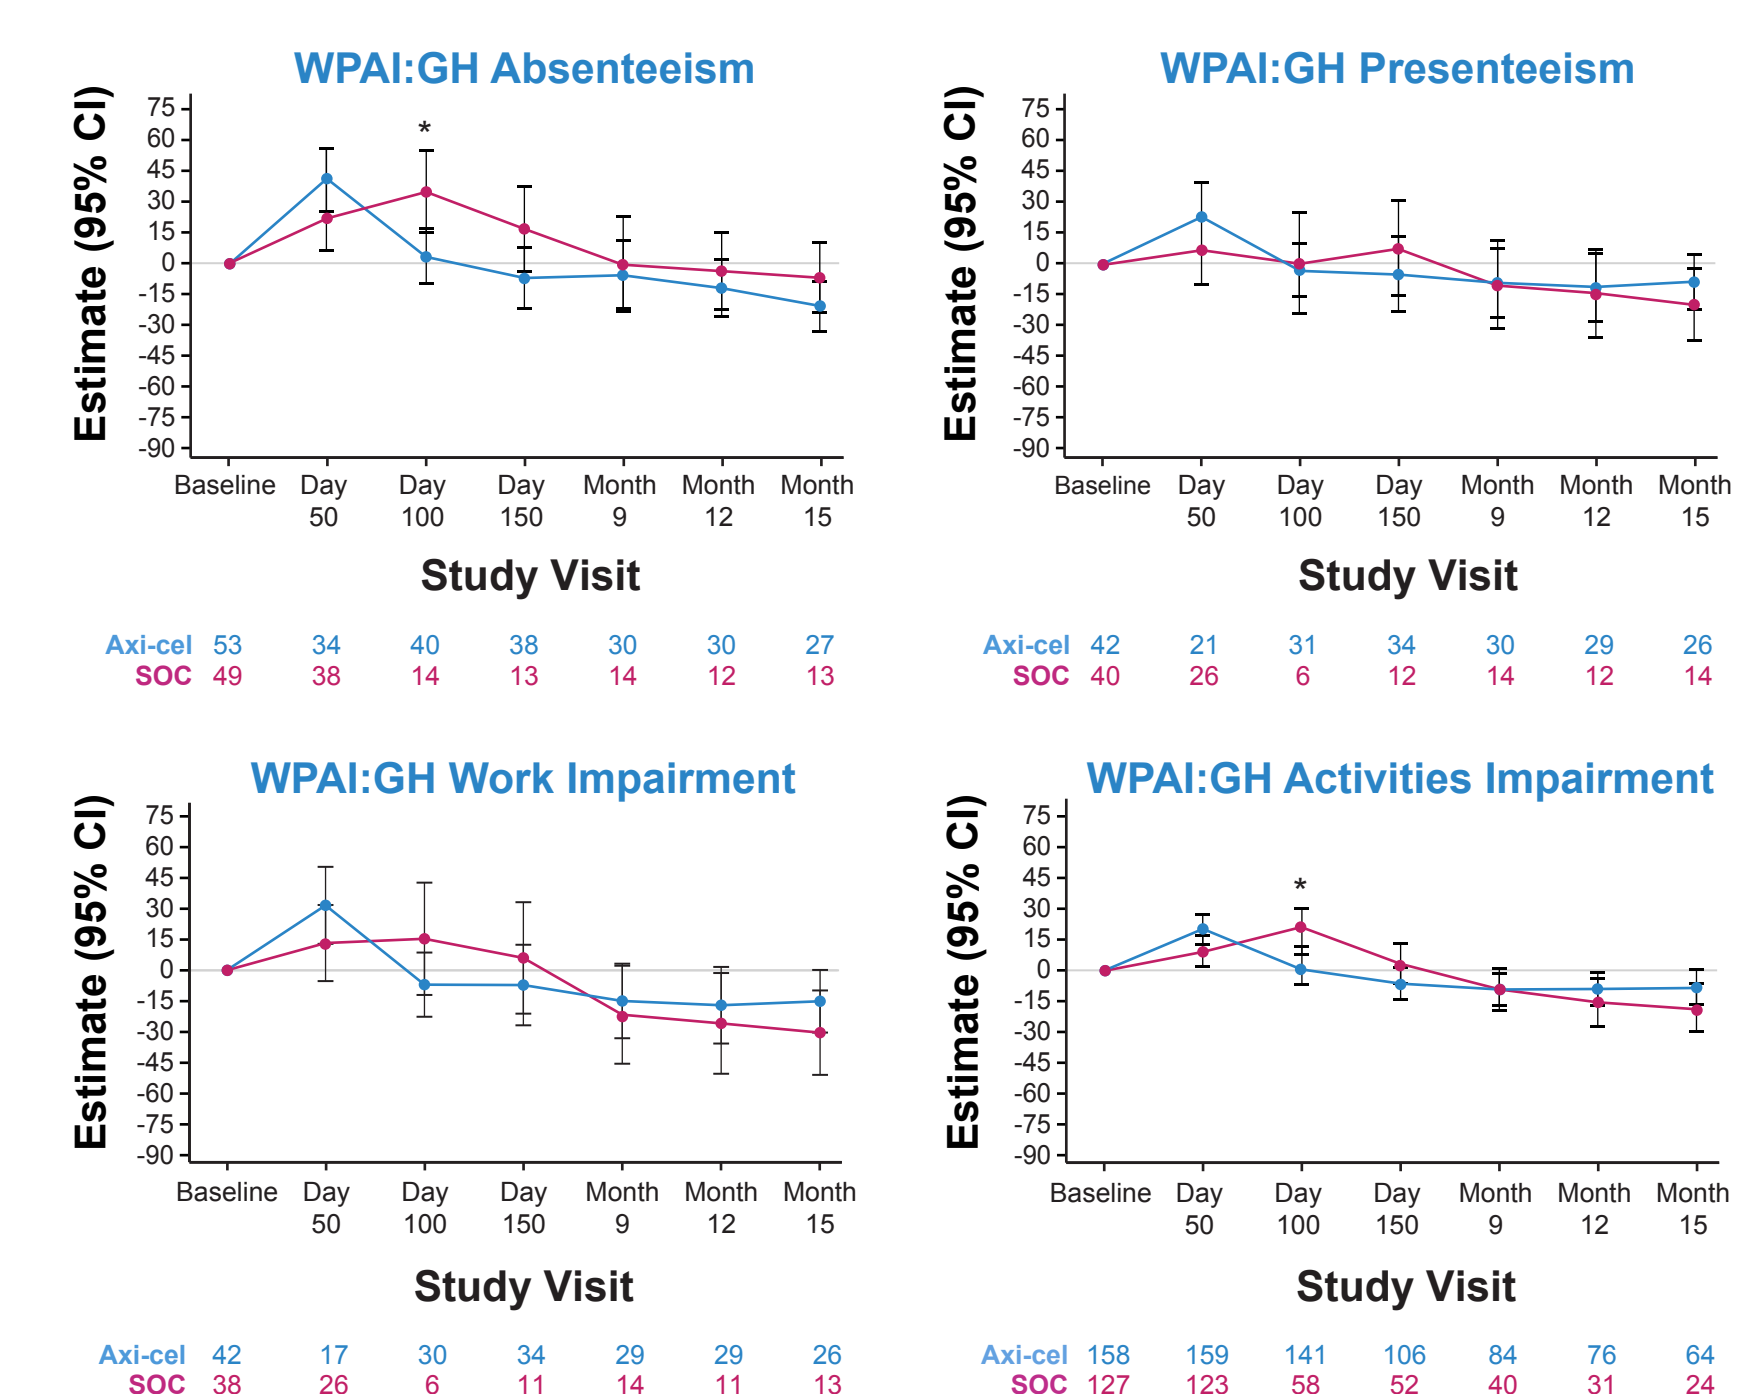 WPAI:GH Absenteeism
Estimate (95% CI)
75
60
45
30
15
0
-15
-30
-45
-60
-75
-90
*
Baseline Day 50 Day 100 Day 150 Month 9 Month 12 Month 15
Study Visit
Axi-cel 53 34 40 38 30 30 27
SOC 49 38 14 13 14 12 13
WPAI:GH Presenteeism
Estimate (95% CI)
75
60
45
30
15
0
-15
-30
-45
-60
-75
-90
Baseline Day 50 Day 100 Day 150 Month 9 Month 12 Month 15
Study Visit
Axi-cel 42 21 31 34 30 29 26
SOC 40 26 6 12 14 12 14
WPAI:GH Work Impairment
Estimate (95% CI)
75
60
45
30
15
0
-15
-30
-45
-60
-75
-90
Baseline Day 50 Day 100 Day 150 Month 9 Month 12 Month 15
Study Visit
Axi-cel 42 17 30 34 29 29 26
SOC 38 26 6 11 14 11 13
WPAI:GH Activities Impairment
Estimate (95% CI)
75
60
45
30
15
0
-15
-30
-45
-60
-75
-90
*
Baseline Day 50 Day 100 Day 150 Month 9 Month 12 Month 15
Study Visit
Axi-cel 158 159 141 106 84 76 64
SOC 127 123 58 52 40 31 24